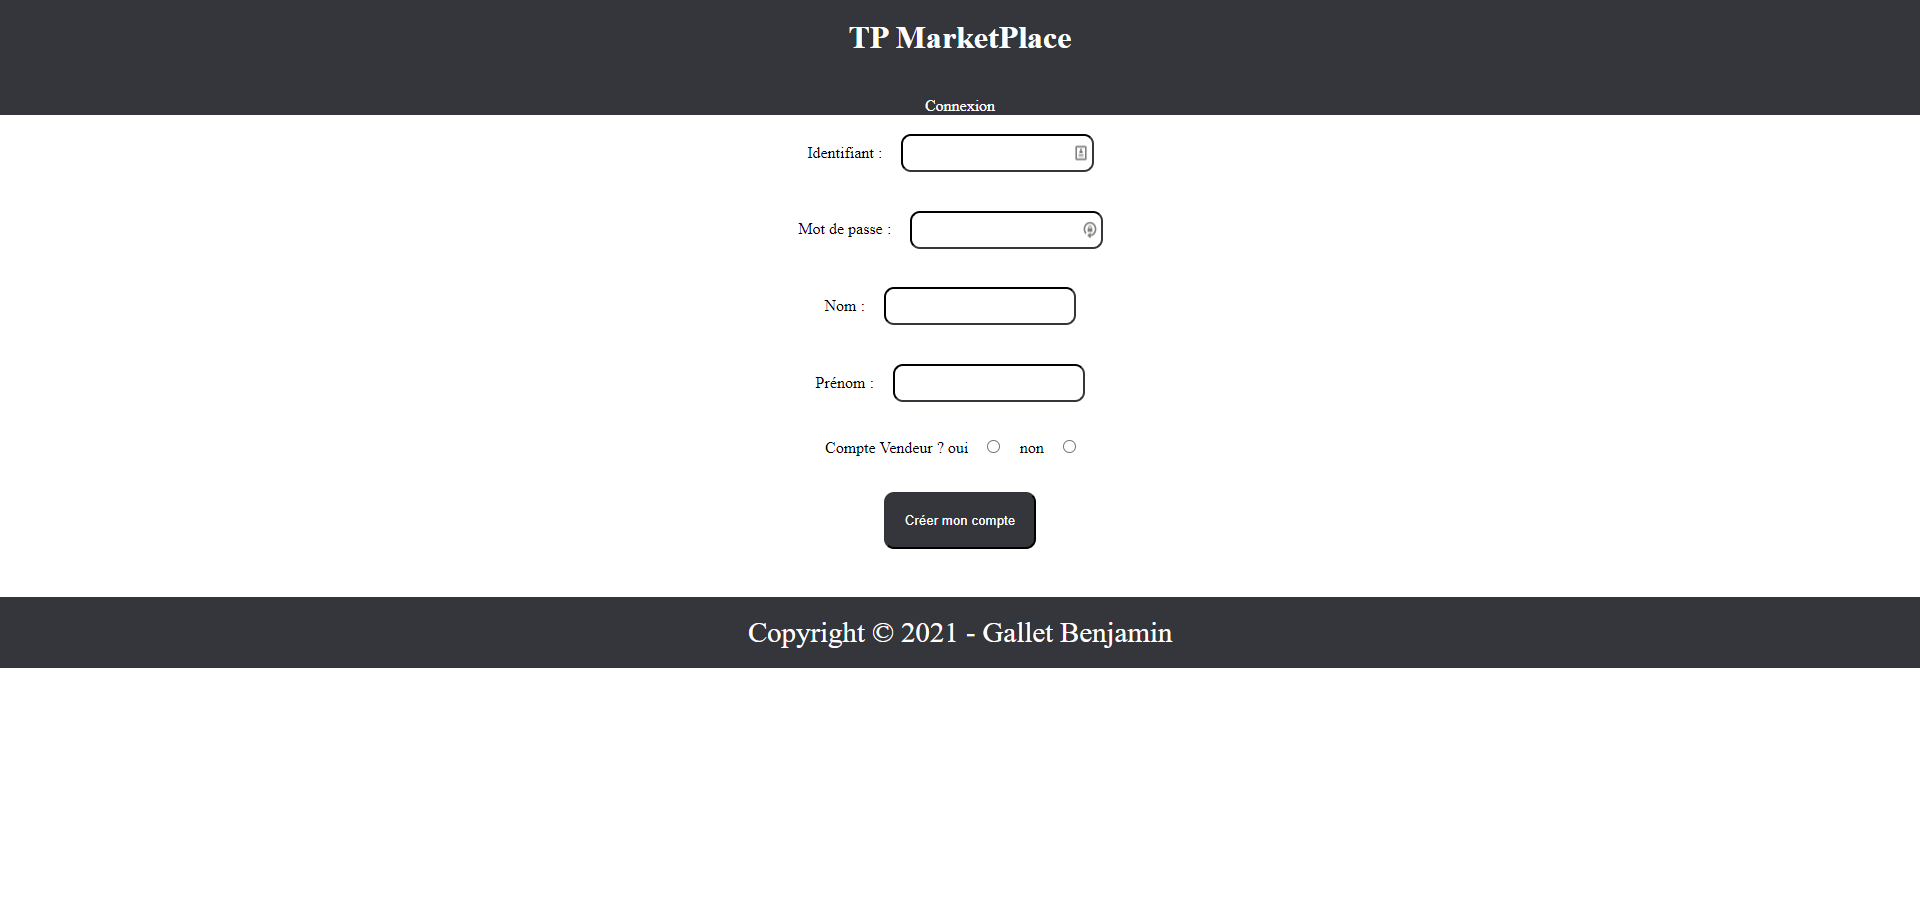 TP MarketPlace
Connexion
Identifiant :
Mot de passe :
Nom :
Prénom :
Compte Vendeur ? oui non
Créer mon compte
Copyright © 2021 - Gallet Benjamin